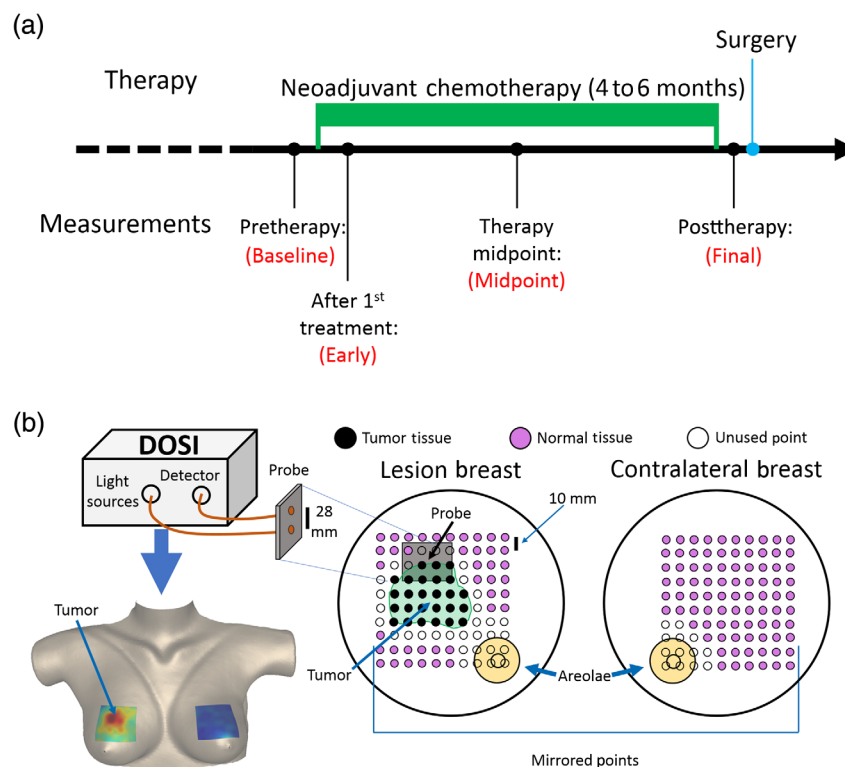 (a)
Surgery
Therapy
Neoadjuvant chemotherapy (4 to 6 months)
Measurements
Pretherapy:
(Baseline)
After 1st
treatment:
(Early)
Therapy
midpoint:
(Midpoint)
Posttherapy:
(Final)
(b)
DOSI
Light
sources
Detector
Probe
28
mm
Tumor
Tumor tissue
Normal tissue
Unused point
Lesion breast
Contralateral breast
Probe
10 mm
Tumor
Areolae
Mirrored points